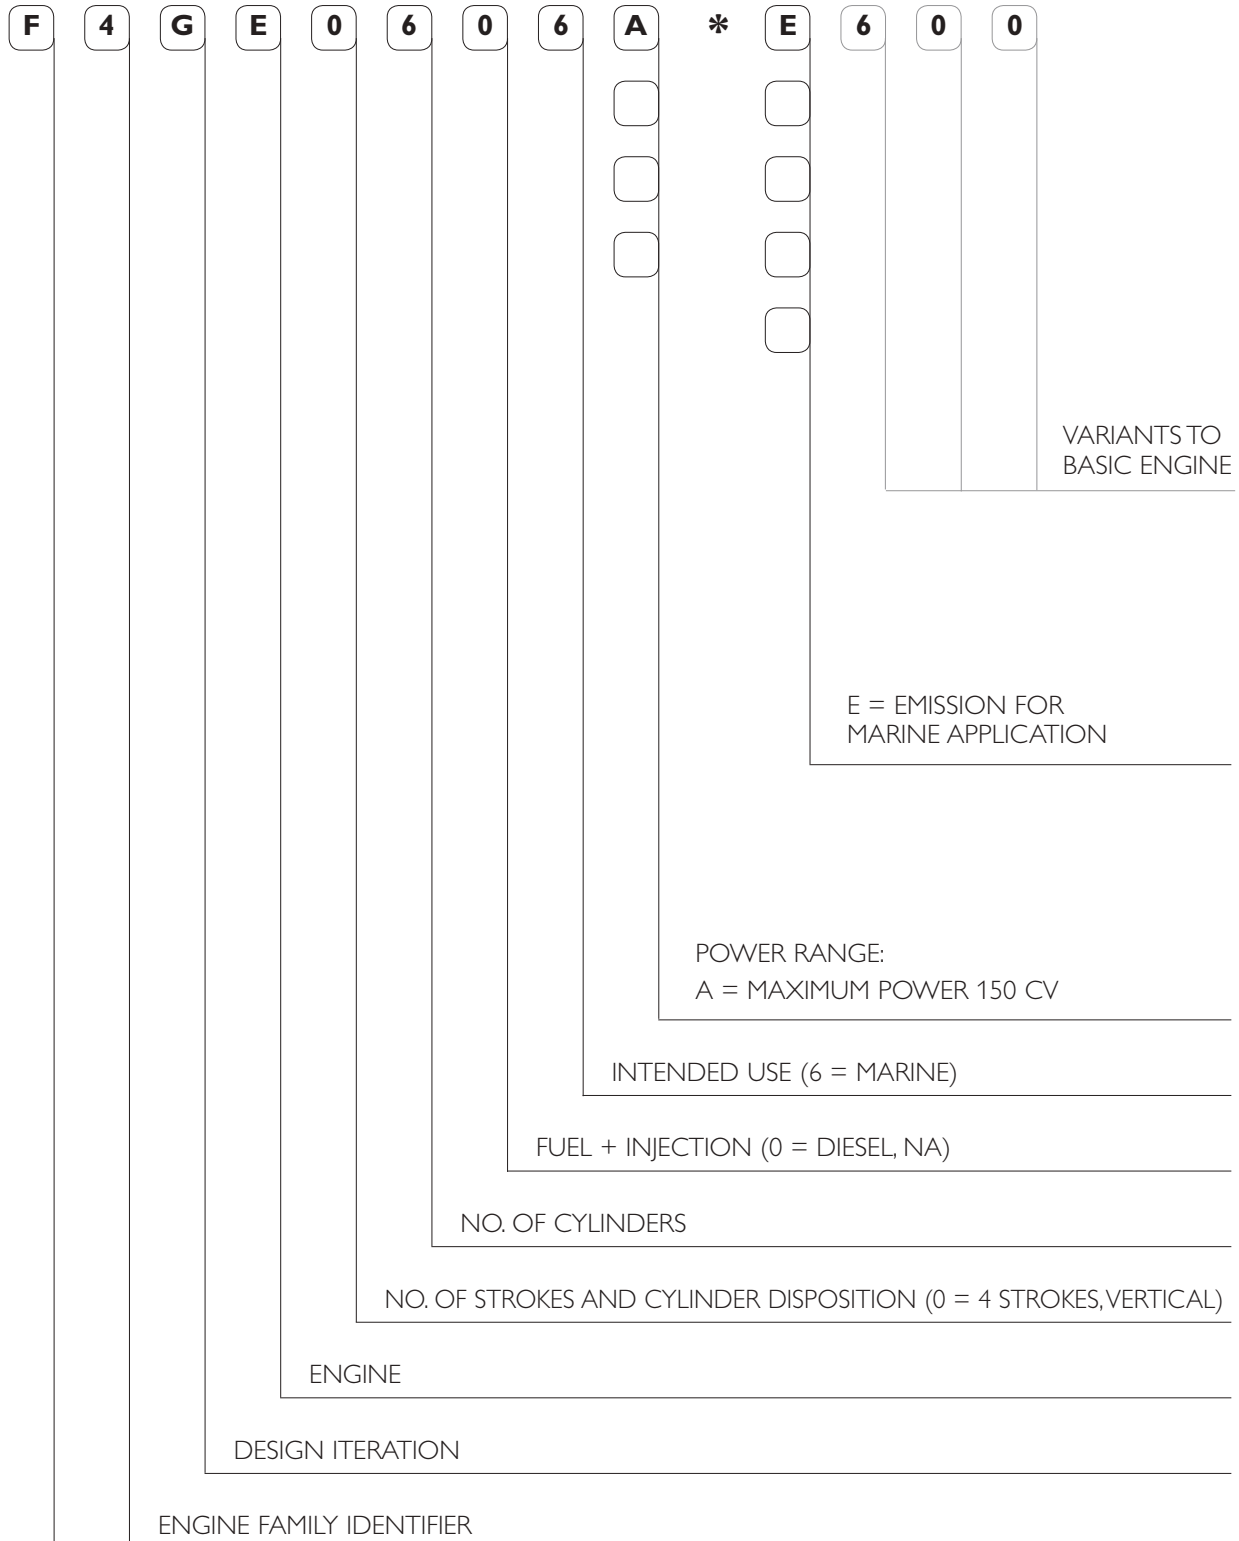 F 4 G E 0 6 0 6 A * E 6 0 0
VARIANTS TO
BASIC ENGINE
E = EMISSION FOR
MARINE APPLICATION
POWER RANGE:
A = MAXIMUM POWER 150 CV
INTENDED USE (6 = MARINE)
FUEL + INJECTION (0 = DIESEL, NA)
NO. OF CYLINDERS
NO. OF STROKES AND CYLINDER DISPOSITION (0 = 4 STROKES, VERTICAL)
ENGINE
DESIGN ITERATION
ENGINE FAMILY IDENTIFIER